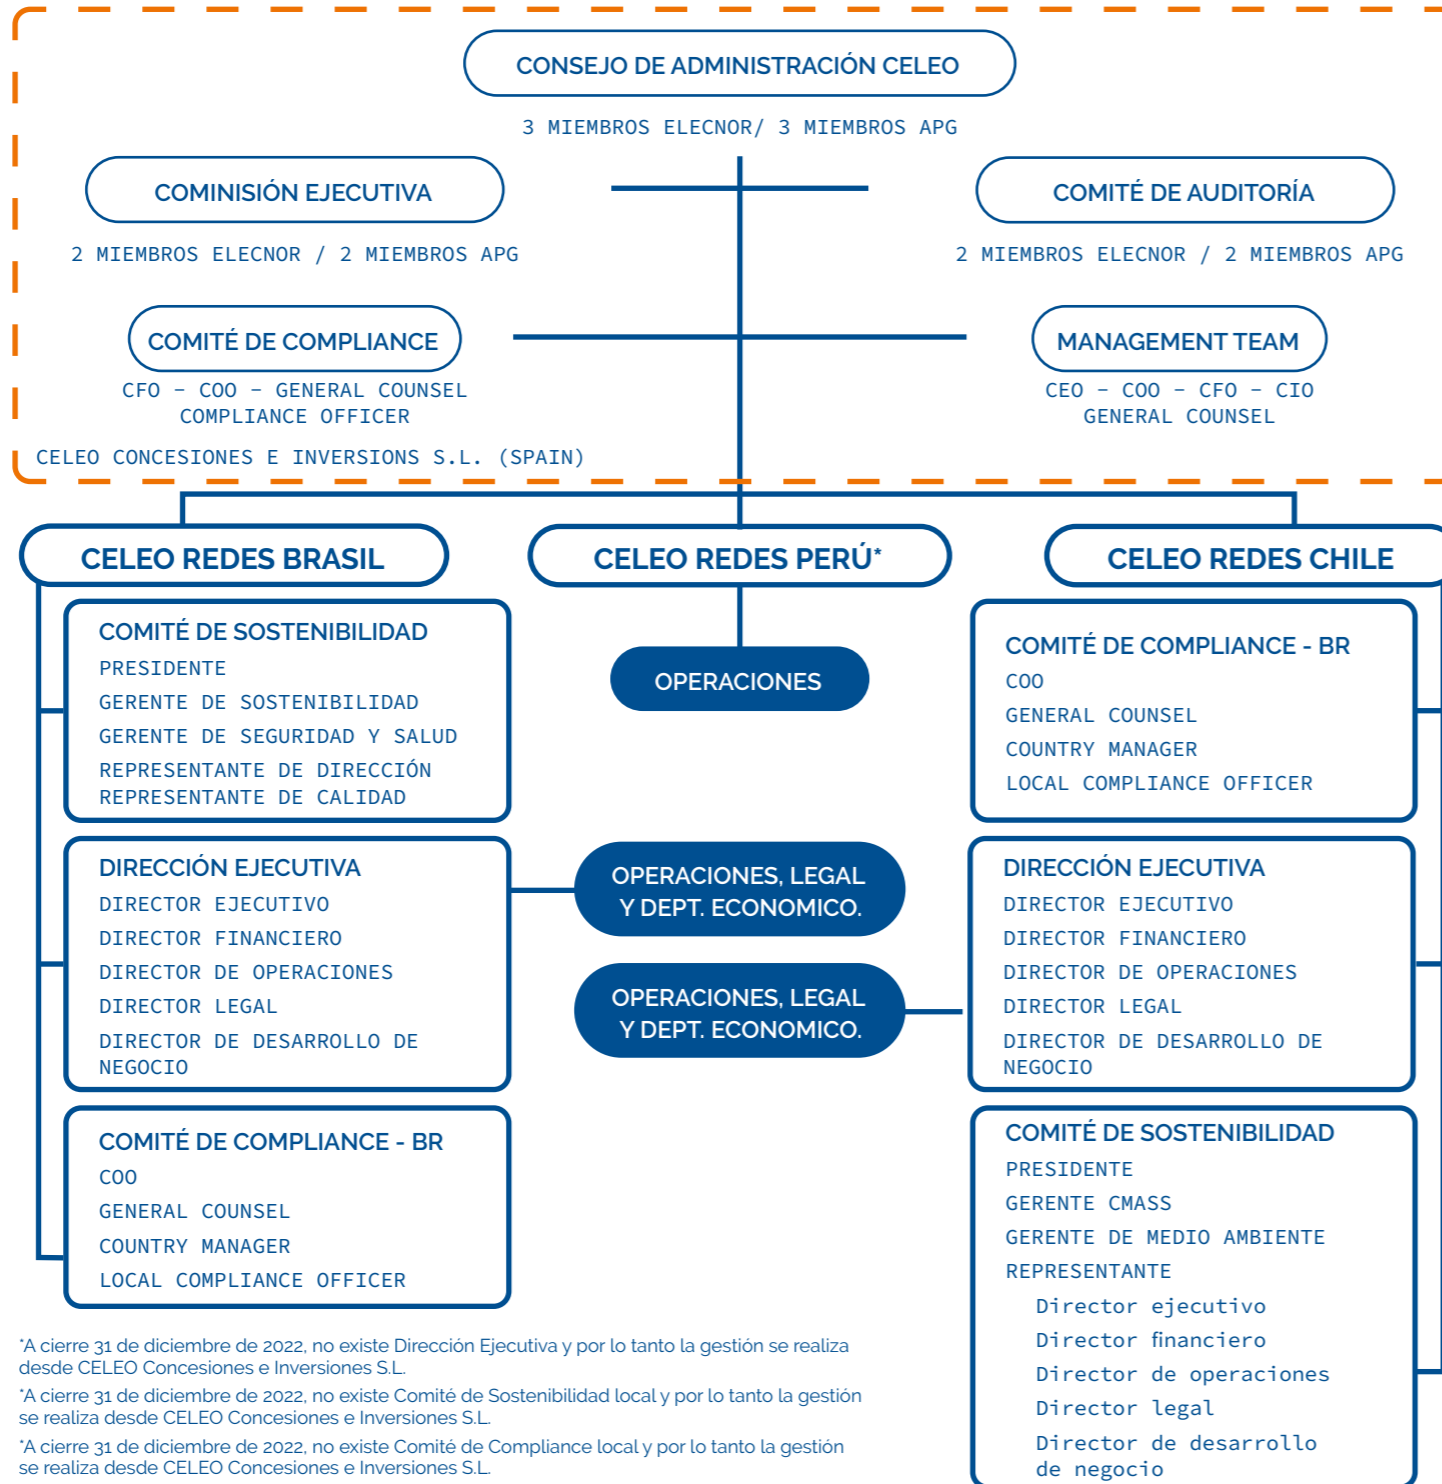 CONSEJO DE ADMINISTRACIÓN CELEO
3 MIEMBROS ELECNOR/ 3 MIEMBROS APG
COMINISIÓN EJECUTIVA
2 MIEMBROS ELECNOR / 2 MIEMBROS APG
COMITÉ DE AUDITORÍA
2 MIEMBROS ELECNOR / 2 MIEMBROS APG
COMITÉ DE COMPLIANCE
CFO – COO – GENERAL COUNSEL
COMPLIANCE OFFICER
MANAGEMENT TEAM
CEO – COO – CFO – CIO
GENERAL COUNSEL
CELEO CONCESIONES E INVERSIONS S.L. (SPAIN)
CELEO REDES BRASIL
COMITÉ DE SOSTENIBILIDAD
PRESIDENTE
GERENTE DE SOSTENIBILIDAD
GERENTE DE SEGURIDAD Y SALUD
REPRESENTANTE DE DIRECCIÓN
REPRESENTANTE DE CALIDAD
DIRECCIÓN EJECUTIVA
DIRECTOR EJECUTIVO
DIRECTOR FINANCIERO
DIRECTOR DE OPERACIONES
DIRECTOR LEGAL
DIRECTOR DE DESARROLLO DE
NEGOCIO
COMITÉ DE COMPLIANCE - BR
COO
GENERAL COUNSEL
COUNTRY MANAGER
LOCAL COMPLIANCE OFFICER
CELEO REDES PERÚ*
OPERACIONES
OPERACIONES, LEGAL
Y DEPT. ECONOMICO.
OPERACIONES, LEGAL
Y DEPT. ECONOMICO.
CELEO REDES CHILE
COMITÉ DE COMPLIANCE - BR
COO
GENERAL COUNSEL
COUNTRY MANAGER
LOCAL COMPLIANCE OFFICER
DIRECCIÓN EJECUTIVA
DIRECTOR EJECUTIVO
DIRECTOR FINANCIERO
DIRECTOR DE OPERACIONES
DIRECTOR LEGAL
DIRECTOR DE DESARROLLO DE
NEGOCIO
COMITÉ DE SOSTENIBILIDAD
PRESIDENTE
GERENTE CMASS
GERENTE DE MEDIO AMBIENTE
REPRESENTANTE
Director ejecutivo
Director financiero
Director de operaciones
Director legal
Director de desarrollo
de negocio
*A cierre 31 de diciembre de 2022, no existe Dirección Ejecutiva y por lo tanto la gestión se realiza
desde CELEO Concesiones e Inversiones S.L.
*A cierre 31 de diciembre de 2022, no existe Comité de Sostenibilidad local y por lo tanto la gestión
se realiza desde CELEO Concesiones e Inversiones S.L.
*A cierre 31 de diciembre de 2022, no existe Comité de Compliance local y por lo tanto la gestión
se realiza desde CELEO Concesiones e Inversiones S.L.